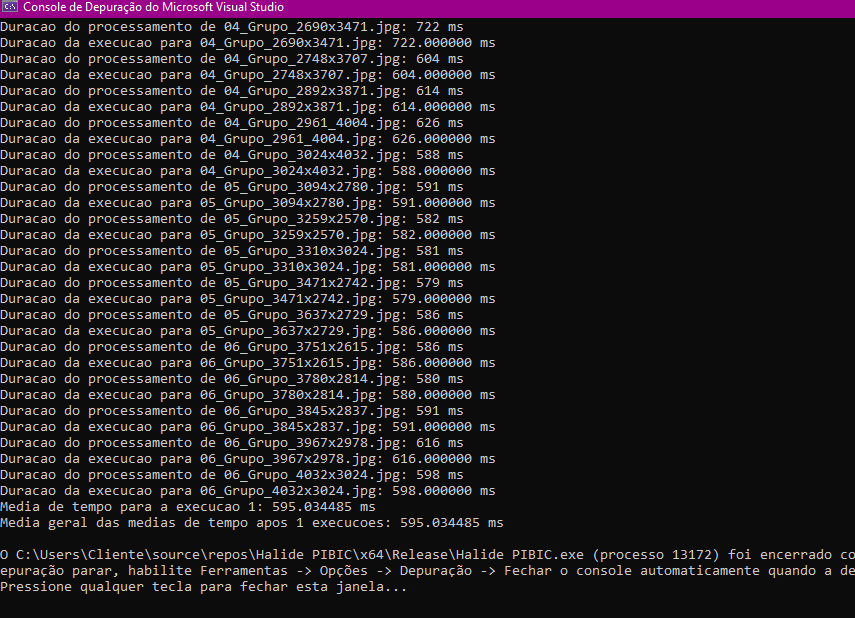 Console de Depuração do Microsoft Visual Studio
Duracao do processamento de 04_Grupo_2690x3471.jpg: 722 ms
Duracao da execucao para 04_Grupo_2690x3471.jpg: 722.000000 ms
Duracao do processamento de 04_Grupo_2748x3707.jpg: 604 ms
Duracao da execucao para 04_Grupo_2748x3707.jpg: 604.000000 ms
Duracao do processamento de 04_Grupo_2892x3871.jpg: 614 ms
Duracao da execucao para 04_Grupo_2892x3871.jpg: 614.000000 ms
Duracao do processamento de 04_Grupo_2961_4004.jpg: 626 ms
Duracao da execucao para 04_Grupo_2961_4004.jpg: 626.000000 ms
Duracao do processamento de 04_Grupo_3024x4032.jpg: 588 ms
Duracao da execucao para 04_Grupo_3024x4032.jpg: 588.000000 ms
Duracao do processamento de 05_Grupo_3094x2780.jpg: 591 ms
Duracao da execucao para 05_Grupo_3094x2780.jpg: 591.000000 ms
Duracao do processamento de 05_Grupo_3259x2570.jpg: 582 ms
Duracao da execucao para 05_Grupo_3259x2570.jpg: 582.000000 ms
Duracao do processamento de 05_Grupo_3310x3024.jpg: 581 ms
Duracao da execucao para 05_Grupo_3310x3024.jpg: 581.000000 ms
Duracao do processamento de 05_Grupo_3471x2742.jpg: 579 ms
Duracao da execucao para 05_Grupo_3471x2742.jpg: 579.000000 ms
Duracao do processamento de 05_Grupo_3637x2729.jpg: 586 ms
Duracao da execucao para 05_Grupo_3637x2729.jpg: 586.000000 ms
Duracao do processamento de 06_Grupo_3751x2615.jpg: 586 ms
Duracao da execucao para 06_Grupo_3751x2615.jpg: 586.000000 ms
Duracao do processamento de 06_Grupo_3780x2814.jpg: 580 ms
Duracao da execucao para 06_Grupo_3780x2814.jpg: 580.000000 ms
Duracao do processamento de 06_Grupo_3845x2837.jpg: 591 ms
Duracao da execucao para 06_Grupo_3845x2837.jpg: 591.000000 ms
Duracao do processamento de 06_Grupo_3967x2978.jpg: 616 ms
Duracao da execucao para 06_Grupo_3967x2978.jpg: 616.000000 ms
Duracao do processamento de 06_Grupo_4032x3024.jpg: 598 ms
Duracao da execucao para 06_Grupo_4032x3024.jpg: 598.000000 ms
Media de tempo para a execucao 1: 595.034485 ms
Media geral das medias de tempo apos 1 execucoes: 595.034485 ms
O C:\Users\Cliente\source\repos\Halide PIBIC\x64\Release\Halide PIBIC.exe (processo 13172) foi encerrado co
epuração parar, habilite Ferramentas -> Opções -> Depuração -> Fechar o console automaticamente quando a de
Pressione qualquer tecla para fechar esta janela...